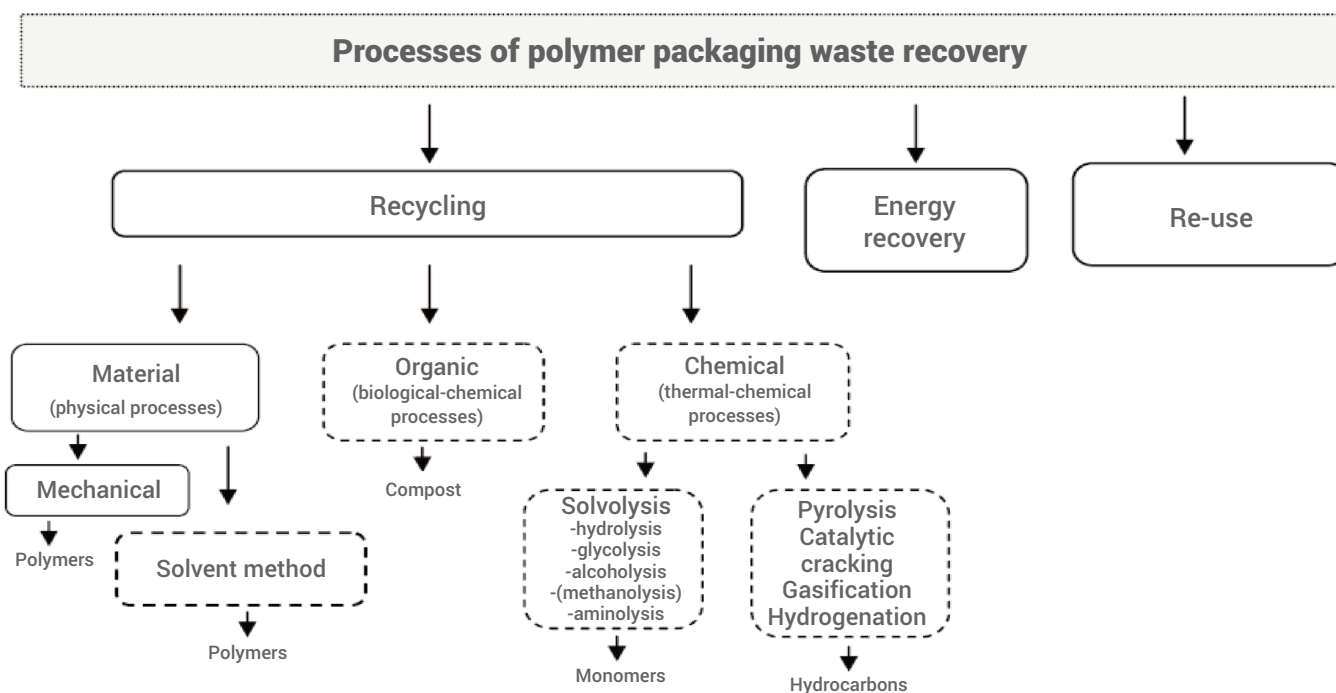 Processes of polymer packaging waste recovery
Recycling
Energy
recovery
Re-use
Material
(physical processes)
Organic
(biological-chemical
processes)
Chemical
(thermal-chemical
processes)
Mechanical
Polymers
Solvent method
Polymers
Compost
Solvolysis
-hydrolysis
-glycolysis
-alcoholysis
-(methanolysis)
-aminolysis
Monomers
Pyrolysis
Catalytic
cracking
Gasification
Hydrogenation
Hydrocarbons